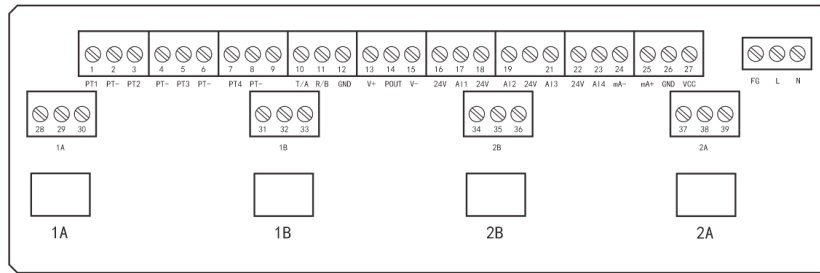 1 2 3 4 5 6 7 8 9 10 11 12 13 14 15 16 17 18 19 20 21 22 23 24 25 26 27
PT1 PT- PT2 PT- PT3 PT- PT4 PT- T/A R/B GND V+ POUT V- 24V AI1 24V AI2 24V AI3 22V AI4 mA- mA+ GND VCC
FG L N
28 29 30 31 32 33 34 35 36 37 38 39
1A 1B 2B 2A
1A 1B 2B 2A